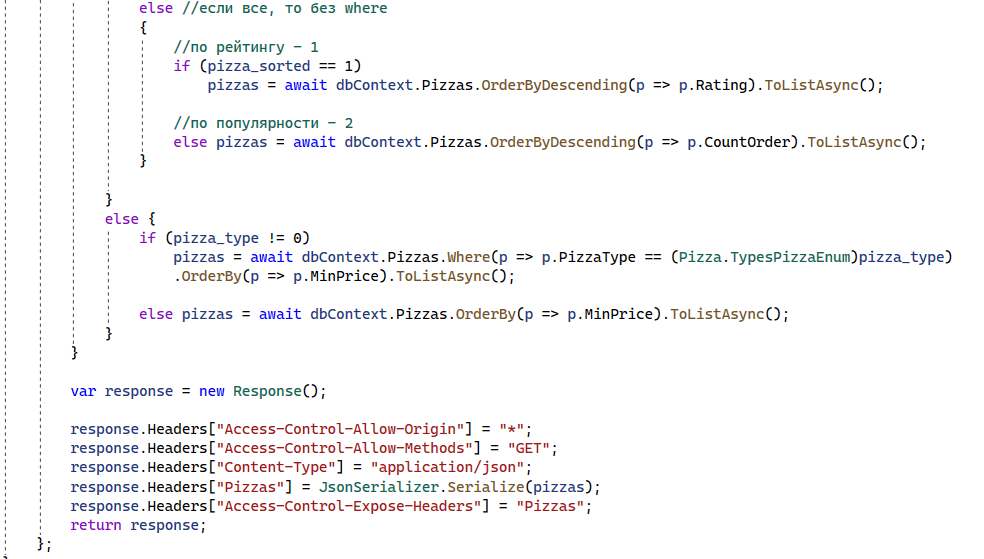 else //если все, то без where
{
//по рейтингу - 1
if (pizza_sorted == 1)
pizzas = await dbContext.Pizzas.OrderByDescending(p => p.Rating).ToListAsync();
//по популярности - 2
else pizzas = await dbContext.Pizzas.OrderByDescending(p => p.CountOrder).ToListAsync();
}
}
else {
if (pizza_type != 0)
pizzas = await dbContext.Pizzas.Where(p => p.PizzaType == (Pizza.TypesPizzaEnum)pizza_type)
.OrderBy(p => p.MinPrice).ToListAsync();
else pizzas = await dbContext.Pizzas.OrderBy(p => p.MinPrice).ToListAsync();
}
}
var response = new Response();
response.Headers["Access-Control-Allow-Origin"] = "*";
response.Headers["Access-Control-Allow-Methods"] = "GET";
response.Headers["Content-Type"] = "application/json";
response.Headers["Pizzas"] = JsonSerializer.Serialize(pizzas);
response.Headers["Access-Control-Expose-Headers"] = "Pizzas";
return response;
};